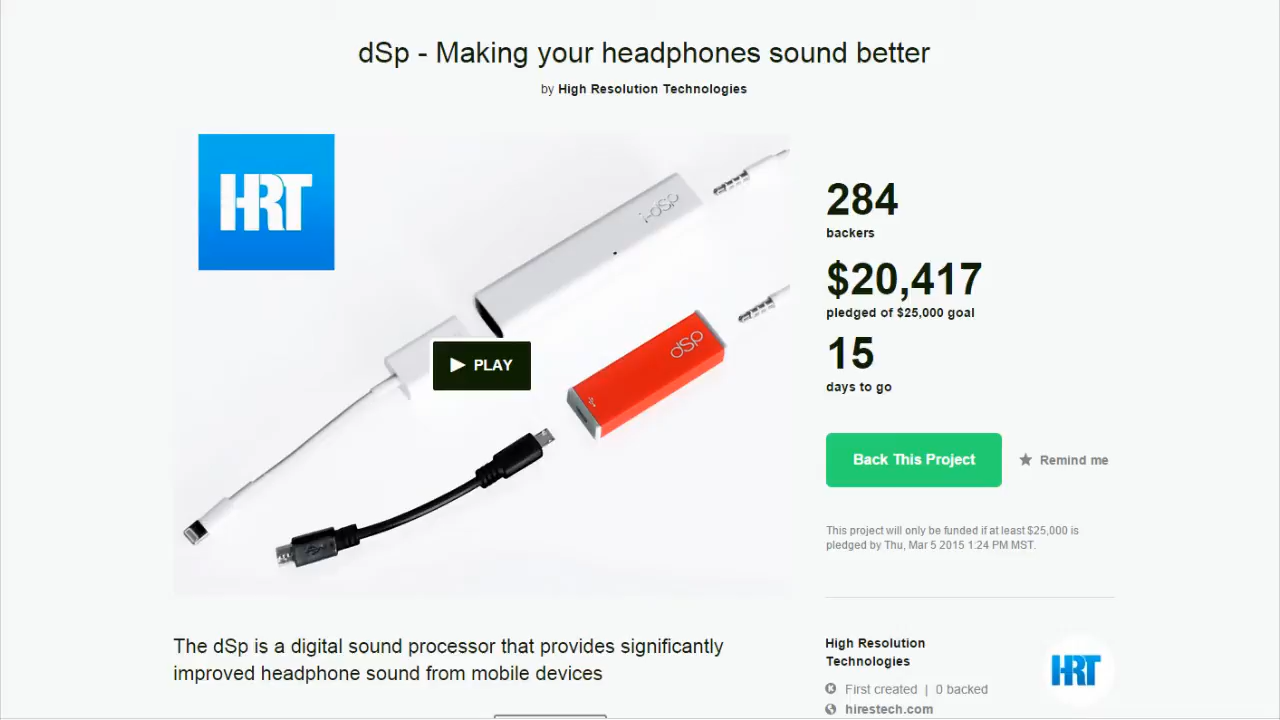 dSp - Making your headphones sound better
by High Resolution Technologies
HRT
i-dSp
dSp
PLAY
284
backers
$20,417
pledged of $25,000 goal
15
days to go
Back This Project
Remind me
This project will only be funded if at least $25,000 is
pledged by Thu, Mar 5 2015 1:24 PM MST.
The dSp is a digital sound processor that provides significantly
improved headphone sound from mobile devices
High Resolution
Technologies
HRT
First created | 0 backed
hirestech.com